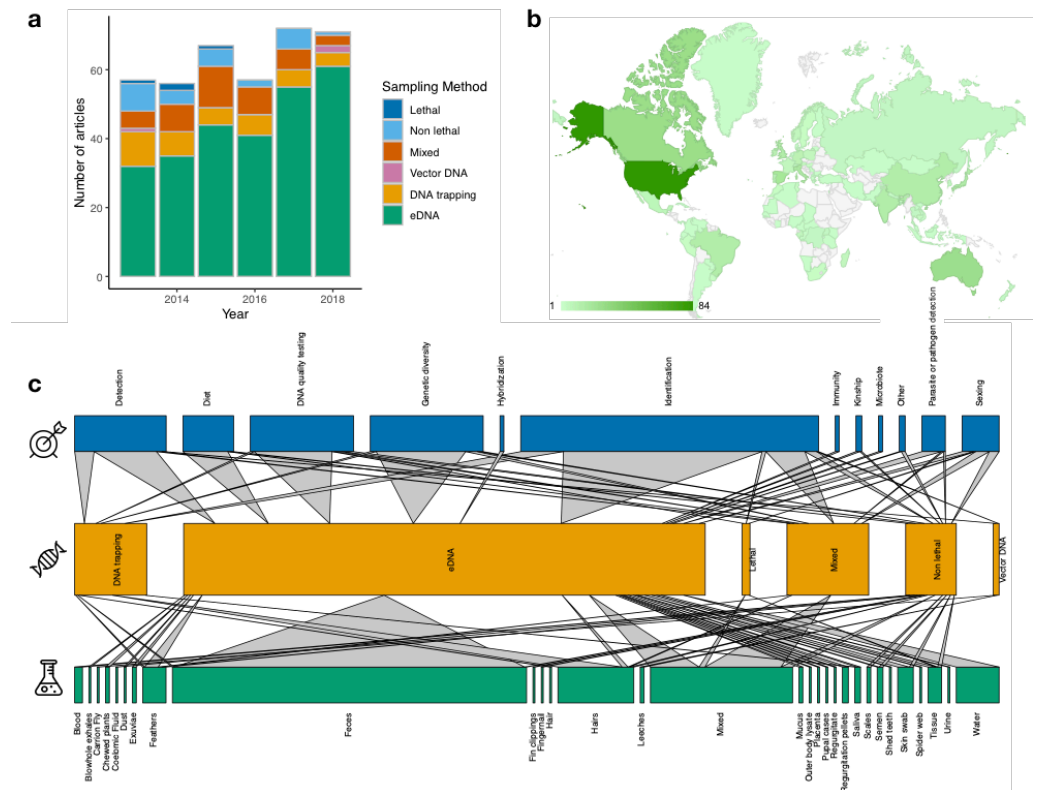 a
Number of articles
60
40
20
0
2014
2016
2018
Year
Sampling Method
Lethal
Non lethal
Mixed
Vector DNA
DNA trapping
eDNA
b
1
84
c
Detection
Diet
DNA quality testing
Genetic diversity
Hybridization
Identification
Immunity
Kinship
Microbiote
Other
Parasite or pathogen detection
Sexing
DNA trapping
eDNA
Lethal
Mixed
Non lethal
Vector DNA
Blood
Blowhole exhales
Carrion Fly
Chewed plants
Coelomic Fluid
Dust
Exuviae
Feathers
Feces
Fin clippings
Fingernail
Hair
Hairs
Leeches
Mixed
Mucus
Outer body lysate
Placenta
Pupal cases
Regurgitate
Regurgitation pellets
Saliva
Scales
Semen
Shed teeth
Skin swab
Spider web
Tissue
Urine
Water